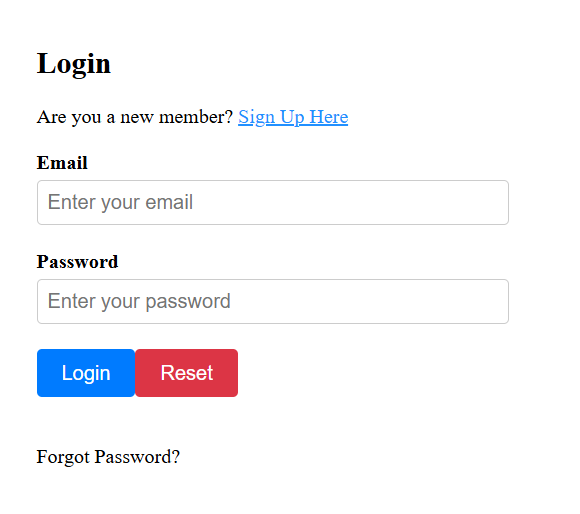 Login
Are you a new member? Sign Up Here
Email
Enter your email
Password
Enter your password
Login Reset
Forgot Password?